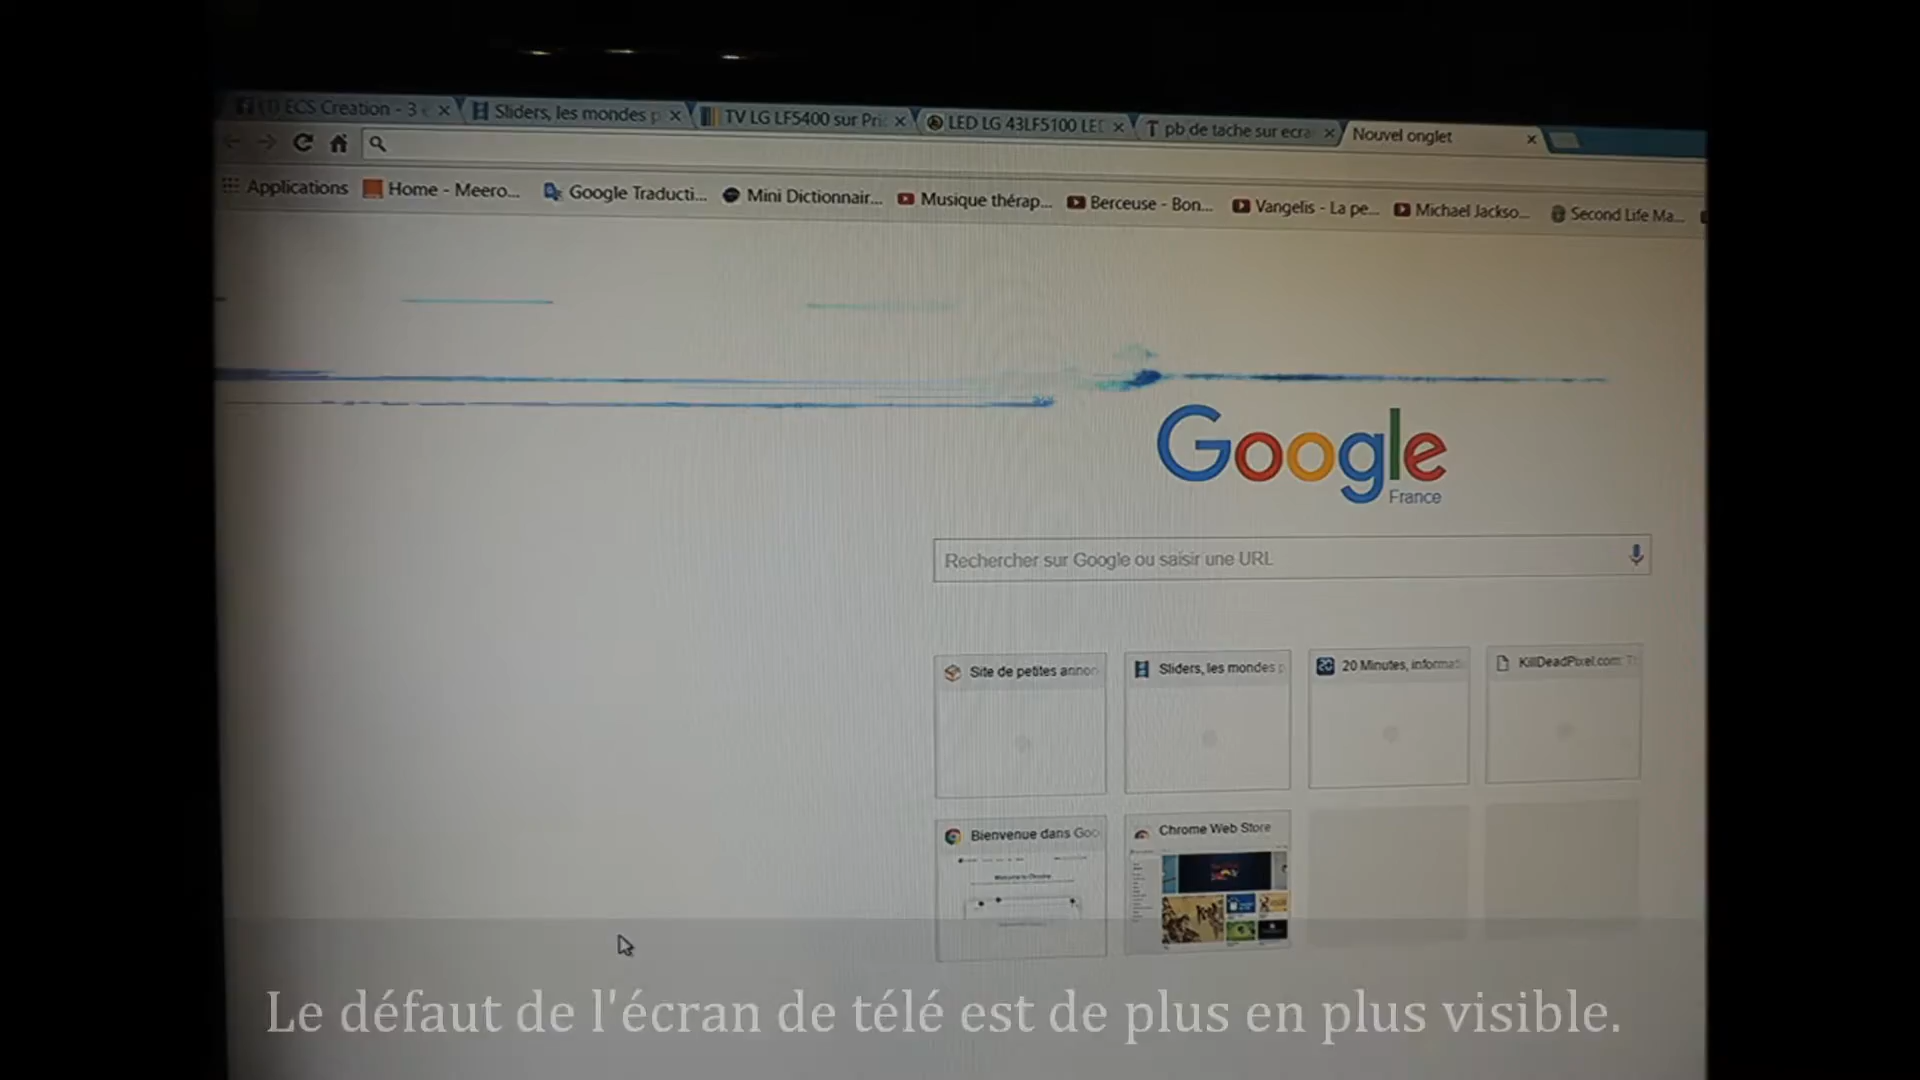 (1) ECS Creation - 3
Sliders, les mondes p
TV LG LF5400 sur Pri
LED LG 43LF5100 LED
pb de tache sur ecra
Nouvel onglet
Applications
Home - Meero...
Google Traducti...
Mini Dictionnair...
Musique thérap...
Berceuse - Bon...
Vangelis - La pe...
Michael Jackso...
Second Life Ma...
Google
France
Rechercher sur Google ou saisir une URL
Site de petites annon
Sliders, les mondes p
20 Minutes, informati
KillDeadPixel.com: T
Bienvenue dans Goo
Chrome Web Store
Le défaut de l'écran de télé est de plus en plus visible.